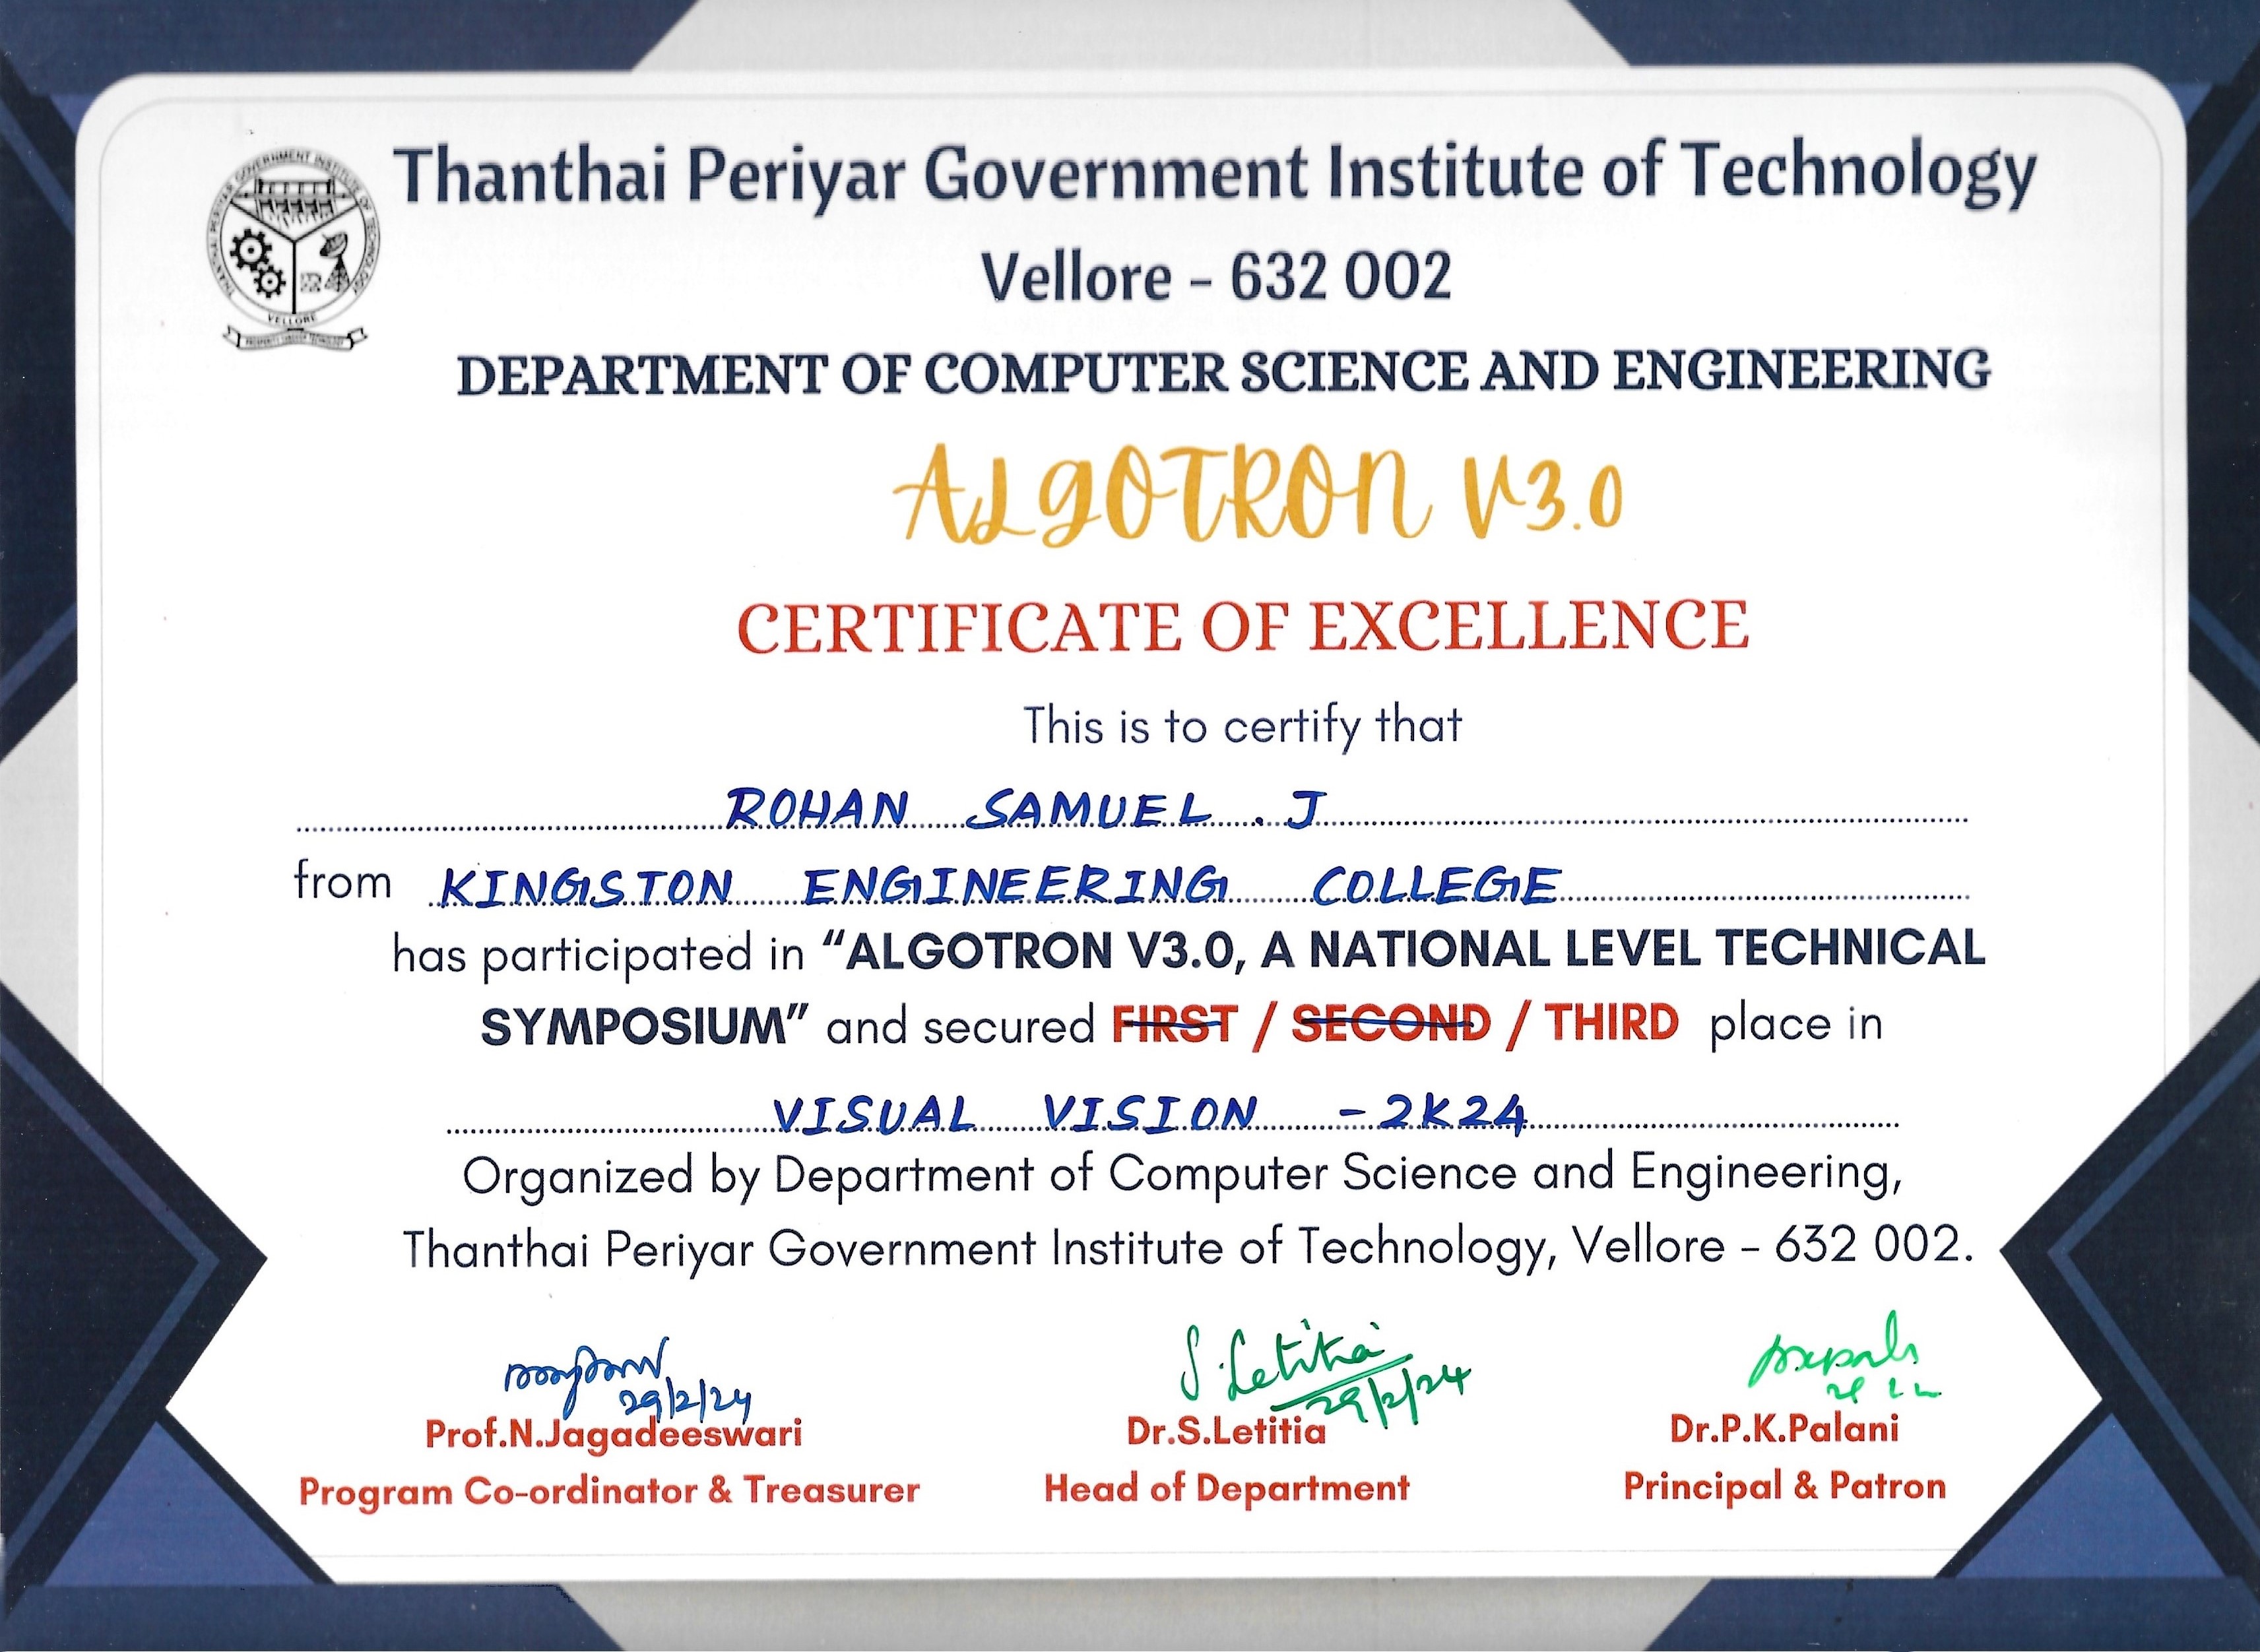 THANTHAI PERIYAR GOVERNMENT INSTITUTE OF TECHNOLOGY
VELLORE
Thanthai Periyar Government Institute of Technology
Vellore - 632 002
DEPARTMENT OF COMPUTER SCIENCE AND ENGINEERING
ALGOTRON V3.0
CERTIFICATE OF EXCELLENCE
This is to certify that
ROHAN SAMUEL . J
from KINGSTON ENGINEERING COLLEGE
has participated in “ALGOTRON V3.0, A NATIONAL LEVEL TECHNICAL
SYMPOSIUM” and secured FIRST / SECOND / THIRD place in
VISUAL VISION - 2K24
Organized by Department of Computer Science and Engineering,
Thanthai Periyar Government Institute of Technology, Vellore - 632 002.
29/2/24
S. Letitia
29/2/24
Prof.N.Jagadeeswari
Dr.S.Letitia
Dr.P.K.Palani
Program Co-ordinator & Treasurer
Head of Department
Principal & Patron